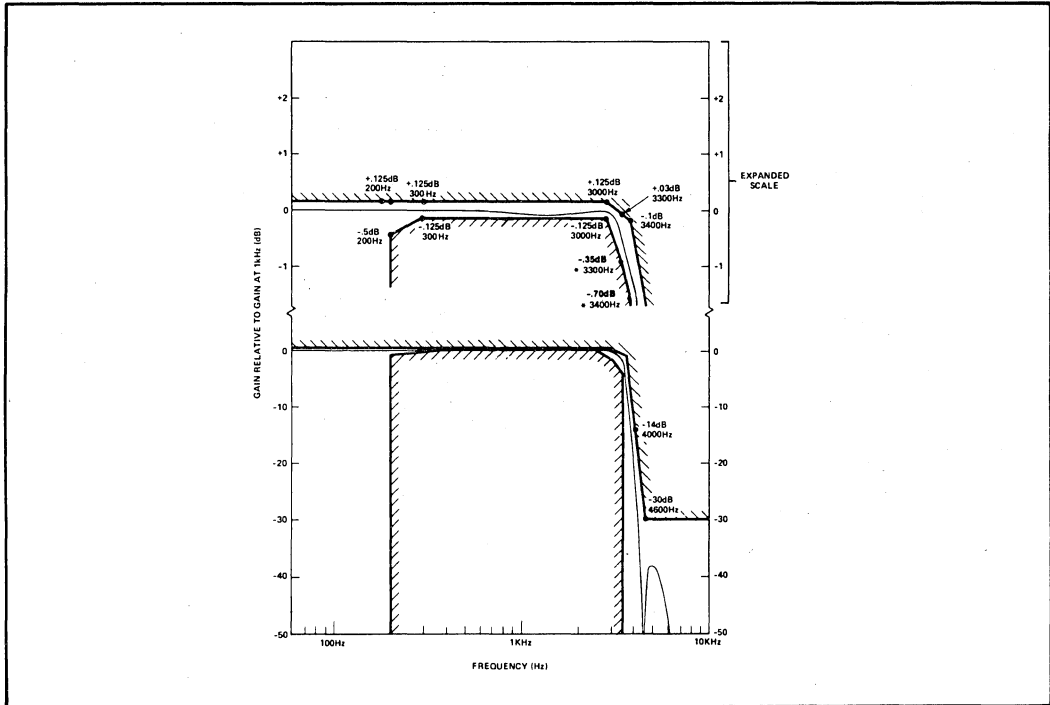 +2
+2
+1
+1
EXPANDED
SCALE
+.125dB
200Hz
+.125dB
300Hz
+.125dB
3000Hz
+.03dB
3300Hz
0
0
-.5dB
200Hz
-.125dB
300Hz
-.125dB
3000Hz
-.1dB
3400Hz
-.35dB
• 3300Hz
-1
-1
-.70dB
• 3400Hz
GAIN RELATIVE TO GAIN AT 1kHz (dB)
0
0
-10
-10
-14dB
4000Hz
-20
-20
-30dB
4600Hz
-30
-30
-40
-40
-50
-50
100Hz
1KHz
10KHz
FREQUENCY (Hz)